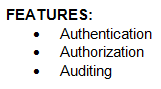 FEATURES:
• Authentication
• Authorization
• Auditing